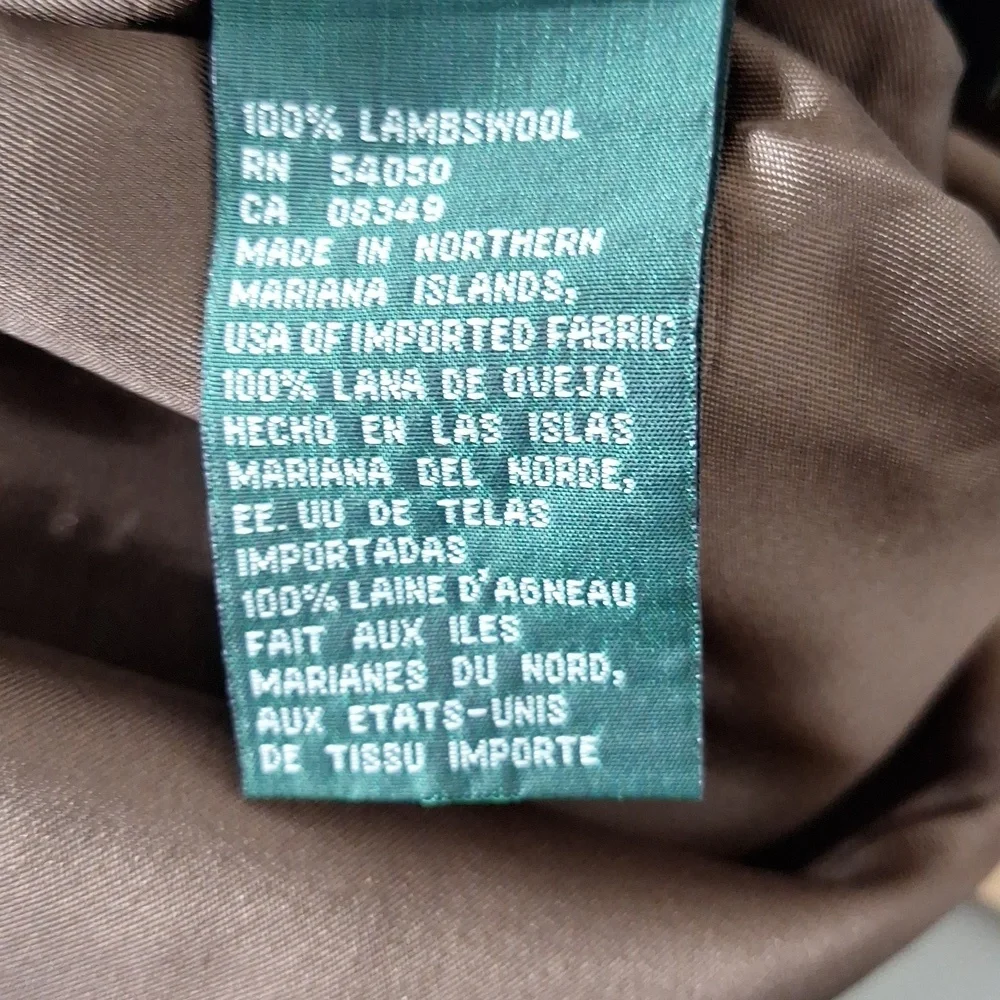 100% LAMBSWOOL
RN 54050
CA 08349
MADE IN NORTHERN
MARIANA ISLANDS,
USA OF IMPORTED FABRIC
100% LANA DE OVEJA
HECHO EN LAS ISLAS
MARIANA DEL NORDE,
EE. UU DE TELAS
IMPORTADAS
100% LAINE D'AGNEAU
FAIT AUX ILES
MARIANES DU NORD,
AUX ETATS-UNIS
DE TISSU IMPORTE